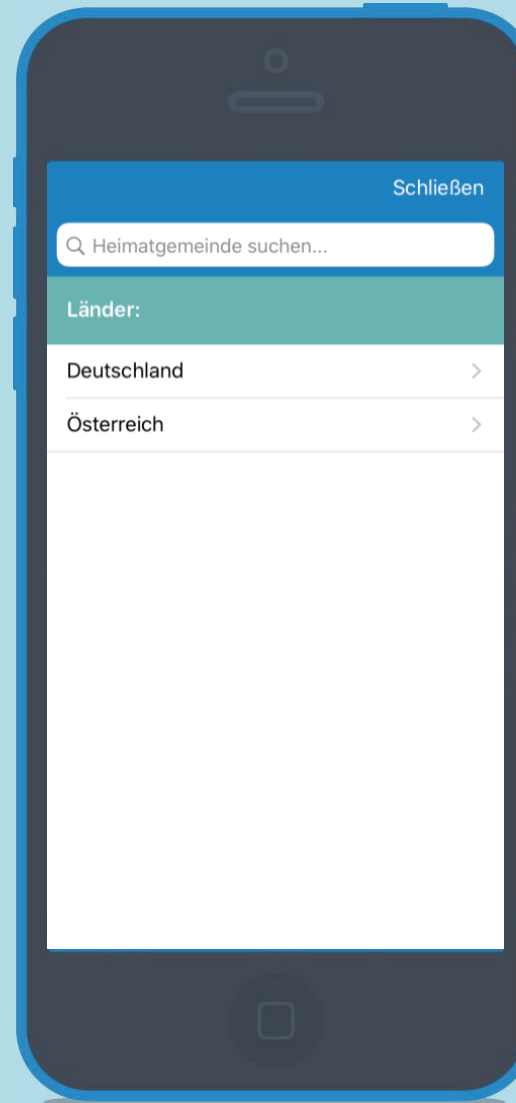 Schließen
Heimatgemeinde suchen...
Länder:
Deutschland
Österreich